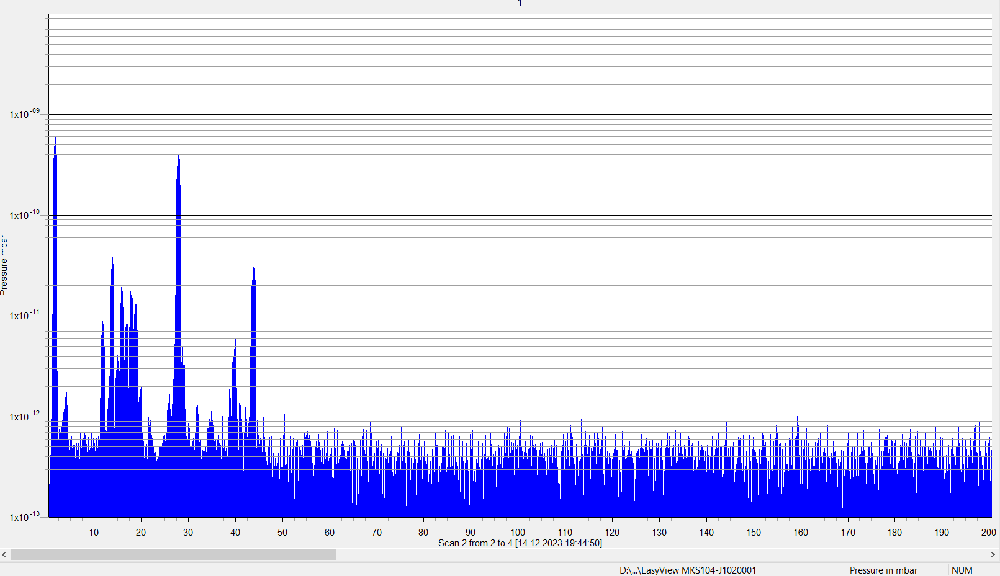 1
1x10-09
1x10-10
1x10-11
1x10-12
1x10-13
Pressure mbar
10 20 30 40 50 60 70 80 90 100 110 120 130 140 150 160 170 180 190 200
Scan 2 from 2 to 4 [14.12.2023 19:44:50]
D:\...\EasyView MKS104-J1020001 Pressure in mbar NUM